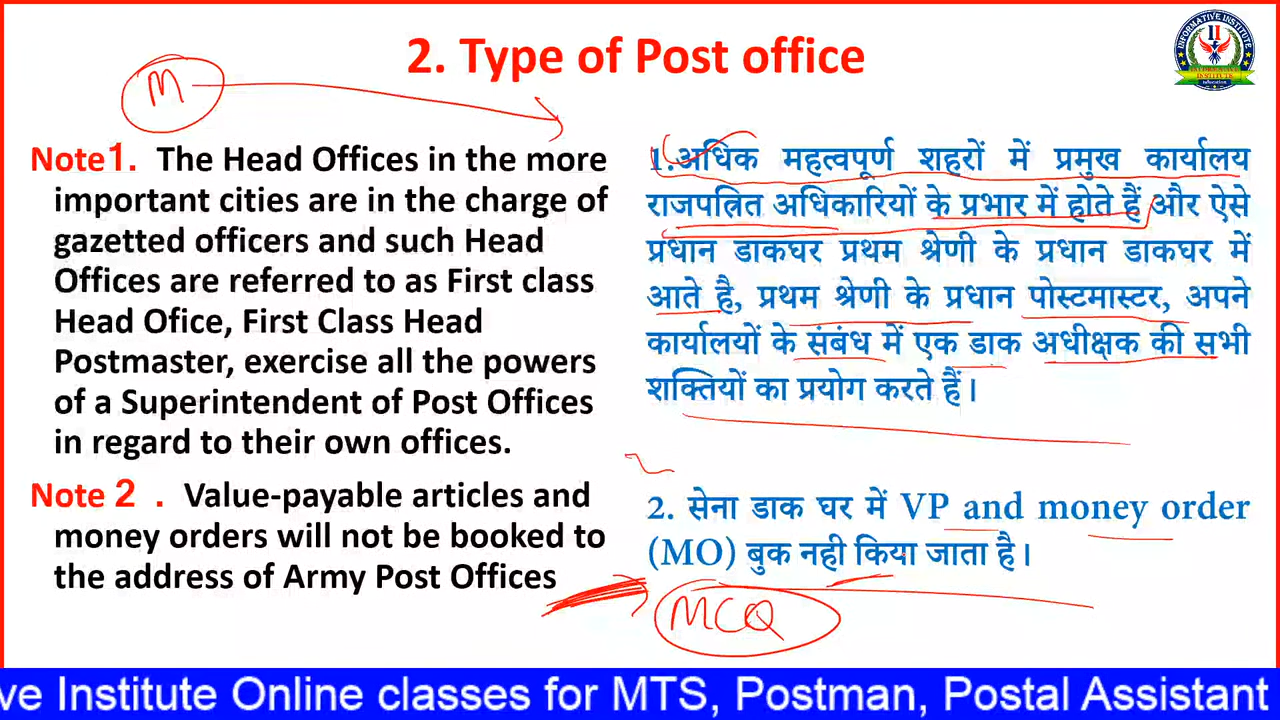 2. Type of Post office
INFORMATIVE INSTITUTE
M
Note1. The Head Offices in the more
important cities are in the charge of
gazetted officers and such Head
Offices are referred to as First class
Head Ofice, First Class Head
Postmaster, exercise all the powers
of a Superintendent of Post Offices
in regard to their own offices.
Note 2 . Value-payable articles and
money orders will not be booked to
the address of Army Post Offices
1.अधिक महत्वपूर्ण शहरों में प्रमुख कार्यालय
राजपत्रित अधिकारियों के प्रभार में होते हैं और ऐसे
प्रधान डाकघर प्रथम श्रेणी के प्रधान डाकघर में
आते है, प्रथम श्रेणी के प्रधान पोस्टमास्टर, अपने
कार्यालयों के संबंध में एक डाक अधीक्षक की सभी
शक्तियों का प्रयोग करते हैं।
2. सेना डाक घर में VP and money order
(MO) बुक नही किया जाता है।
MCQ
ve Institute Online classes for MTS, Postman, Postal Assistant